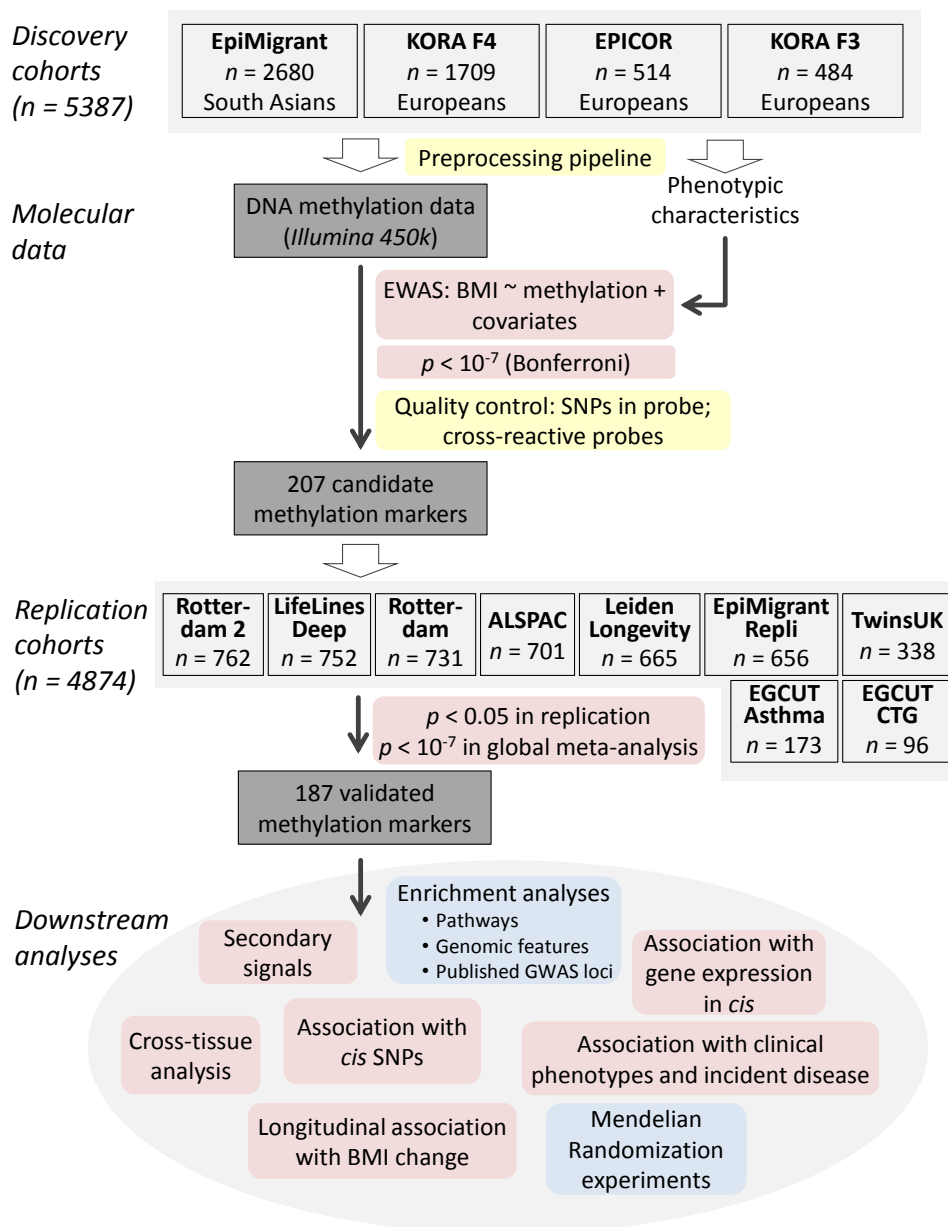 Discovery
cohorts
(n = 5387)
EpiMigrant
n = 2680
South Asians
KORA F4
n = 1709
Europeans
EPICOR
n = 514
Europeans
KORA F3
n = 484
Europeans
Preprocessing pipeline
Molecular
data
DNA methylation data
(Illumina 450k)
Phenotypic
characteristics
EWAS: BMI ~ methylation +
covariates
p < 10⁻⁷ (Bonferroni)
Quality control: SNPs in probe;
cross-reactive probes
207 candidate
methylation markers
Replication
cohorts
(n = 4874)
Rotter-
dam 2
n = 762
LifeLines
Deep
n = 752
Rotter-
dam
n = 731
ALSPAC
n = 701
Leiden
Longevity
n = 665
EpiMigrant
Repli
n = 656
TwinsUK
n = 338
EGCUT
Asthma
n = 173
EGCUT
CTG
n = 96
p < 0.05 in replication
p < 10⁻⁷ in global meta-analysis
187 validated
methylation markers
Downstream
analyses
Enrichment analyses
• Pathways
• Genomic features
• Published GWAS loci
Secondary
signals
Association with
gene expression
in cis
Cross-tissue
analysis
Association with
cis SNPs
Association with clinical
phenotypes and incident disease
Longitudinal association
with BMI change
Mendelian
Randomization
experiments